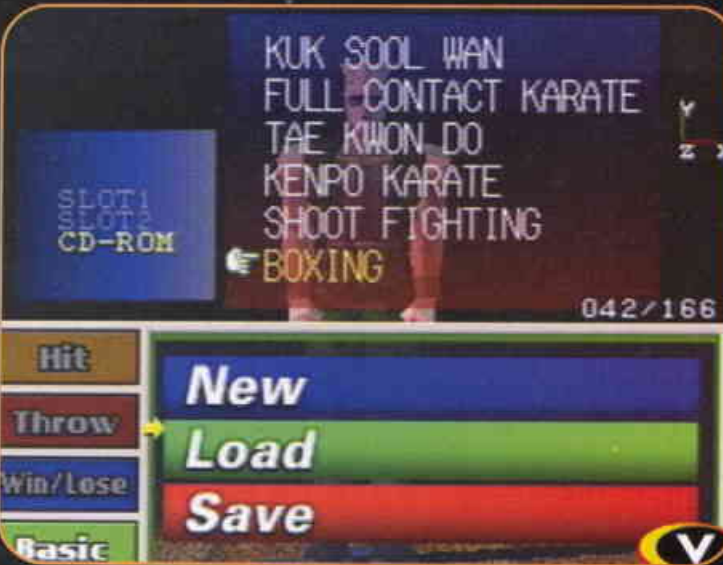 KUK SOOL WAN
FULL CONTACT KARATE
TAE KWON DO
KENPO KARATE
SHOOT FIGHTING
BOXING
SLOT1
SLOT2
CD-ROM
Y
Z X
042/166
Hit
Throw
Win/Lose
Basic
New
Load
Save
V